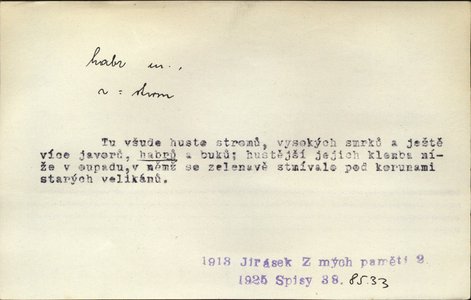 habr m.,
r = strom
Tu všude husto stromů, vysokých smrků a ještě
více javorů, habrů a buků; hustější jejich klenba ní-
že v oupadu, v němž se zelenavě stmívalo pod korunami
starých velikánů.
1913 Jirásek Z mých pamětí 2.
1925 Spisy 38. 85.33